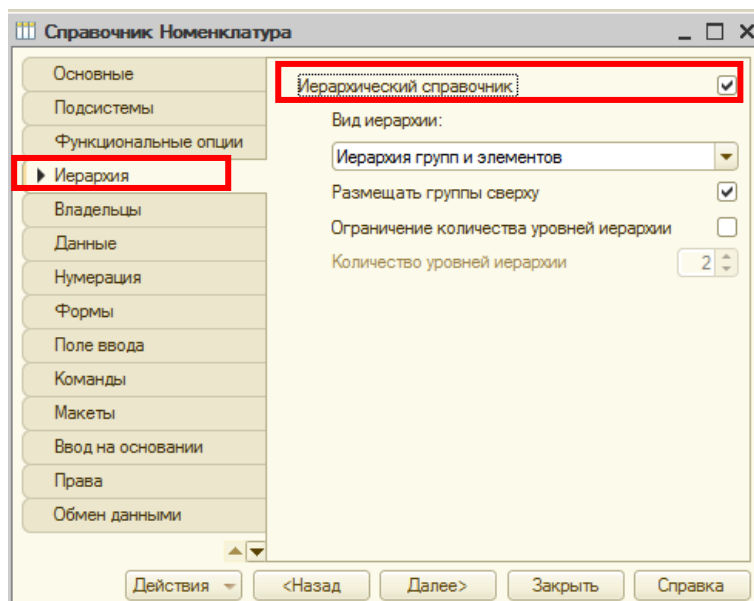 Справочник Номенклатура
Основные
Подсистемы
Функциональные опции
Иерархия
Владельцы
Данные
Нумерация
Формы
Поле ввода
Команды
Макеты
Ввод на основании
Права
Обмен данными
Иерархический справочник
Вид иерархии:
Иерархия групп и элементов
Размещать группы сверху
Ограничение количества уровней иерархии
Количество уровней иерархии 2
Действия <Назад Далее> Закрыть Справка